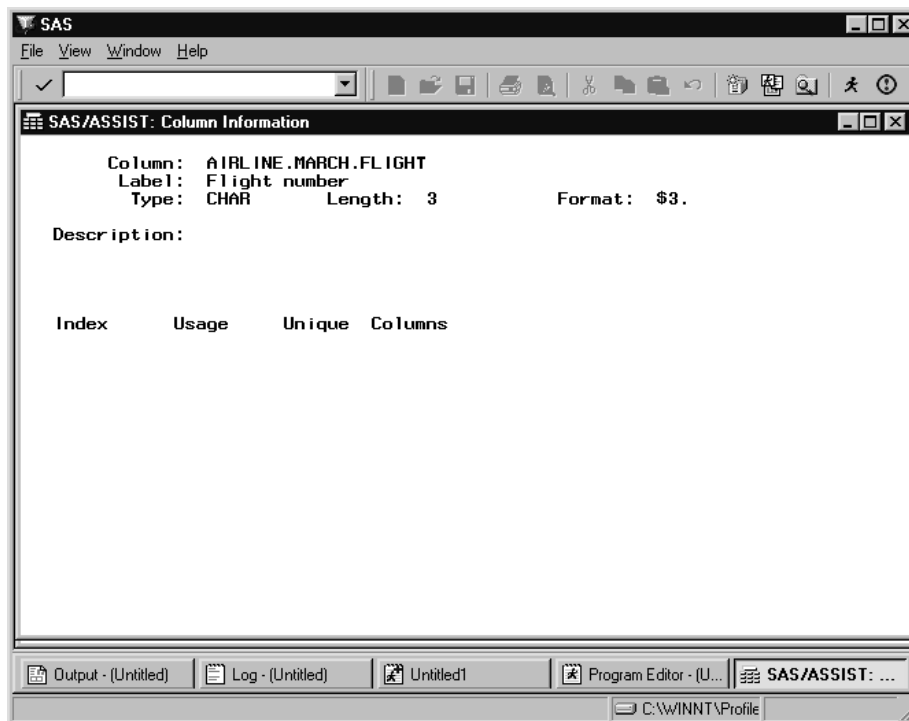 SAS
File View Window Help
SAS/ASSIST: Column Information
Column: AIRLINE.MARCH.FLIGHT
Label: Flight number
Type: CHAR Length: 3 Format: $3.
Description:
Index Usage Unique Columns
Output - (Untitled) Log - (Untitled) Untitled1 Program Editor - (U... SAS/ASSIST: ...
C:\WINNT\Profile